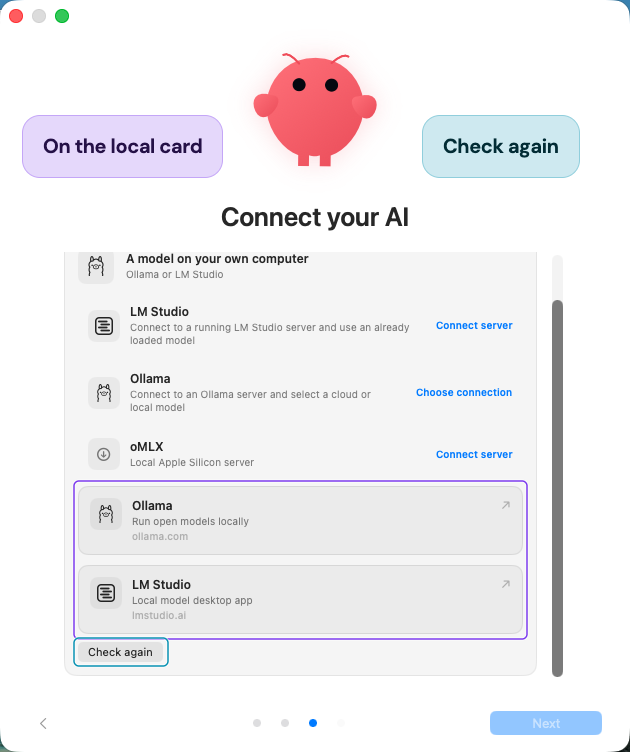 On the local card
Check again
Connect your AI
A model on your own computer
Ollama or LM Studio
LM Studio
Connect to a running LM Studio server and use an already
loaded model
Connect server
Ollama
Connect to an Ollama server and select a cloud or
local model
Choose connection
oMLX
Local Apple Silicon server
Connect server
Ollama
Run open models locally
ollama.com
LM Studio
Local model desktop app
lmstudio.ai
Check again
Next